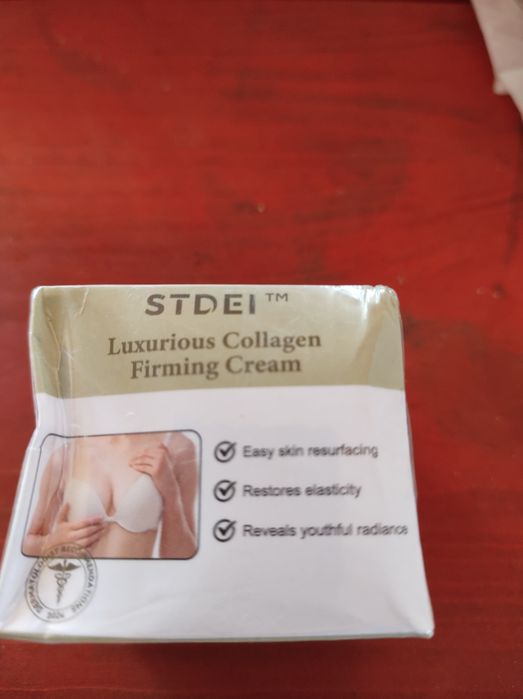 STDEI™
Luxurious Collagen
Firming Cream
Easy skin resurfacing
Restores elasticity
Reveals youthful radiance